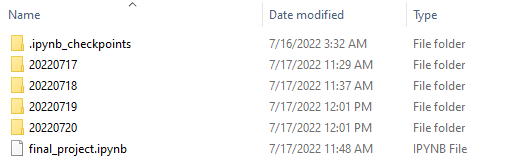 Name Date modified Type
.ipynb_checkpoints 7/16/2022 3:32 AM File folder
20220717 7/17/2022 11:29 AM File folder
20220718 7/17/2022 11:37 AM File folder
20220719 7/17/2022 12:01 PM File folder
20220720 7/17/2022 12:01 PM File folder
final_project.ipynb 7/17/2022 11:48 AM IPYNB File